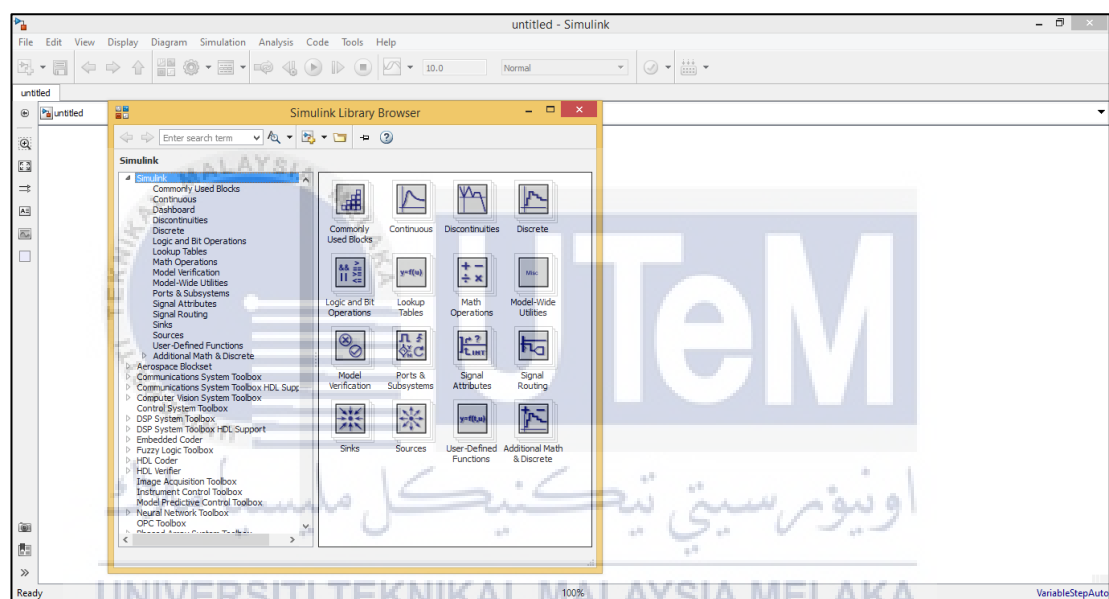 untitled - Simulink
File Edit View Display Diagram Simulation Analysis Code Tools Help
10.0 Normal
untitled
untitled
Simulink Library Browser
Enter search term
Simulink
Simulink
Commonly Used Blocks
Continuous
Dashboard
Discontinuities
Discrete
Logic and Bit Operations
Lookup Tables
Math Operations
Model Verification
Model-Wide Utilities
Ports & Subsystems
Signal Attributes
Signal Routing
Sinks
Sources
User-Defined Functions
Additional Math & Discrete
Aerospace Blockset
Communications System Toolbox
Communications System Toolbox HDL Supp
Computer Vision System Toolbox
Control System Toolbox
DSP System Toolbox
DSP System Toolbox HDL Support
Embedded Coder
Fuzzy Logic Toolbox
HDL Coder
HDL Verifier
Image Acquisition Toolbox
Instrument Control Toolbox
Model Predictive Control Toolbox
Neural Network Toolbox
OPC Toolbox
Phased Array System Toolbox
Commonly Used Blocks
Continuous
Discontinuities
Discrete
y=f(u)
Misc
Logic and Bit Operations
Lookup Tables
Math Operations
Model-Wide Utilities
Model Verification
Ports & Subsystems
Signal Attributes
Signal Routing
y=f(t,u)
Sinks
Sources
User-Defined Functions
Additional Math & Discrete
UTeM
اونيۏرسيتي تيكنيكل مليسيا ملاك
UNIVERSITI TEKNIKAL MALAYSIA MELAKA
Ready 100% VariableStepAuto